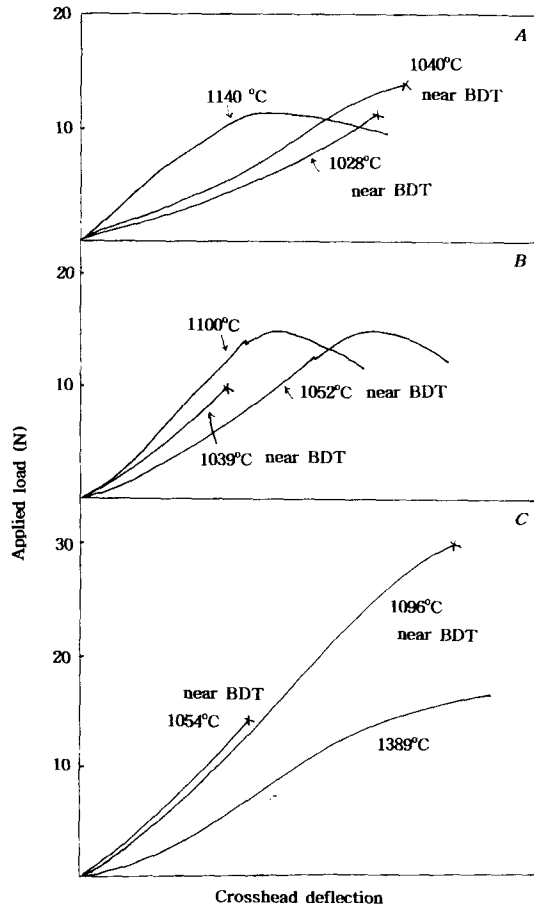 20
A
1040°C
near BDT
1140 °C
10
1028°C
near BDT
20
B
1100°C
10
1052°C near BDT
1039°C near BDT
Applied load (N)
C
30
1096°C
near BDT
20
near BDT
1054°C
1389°C
10
Crosshead deflection